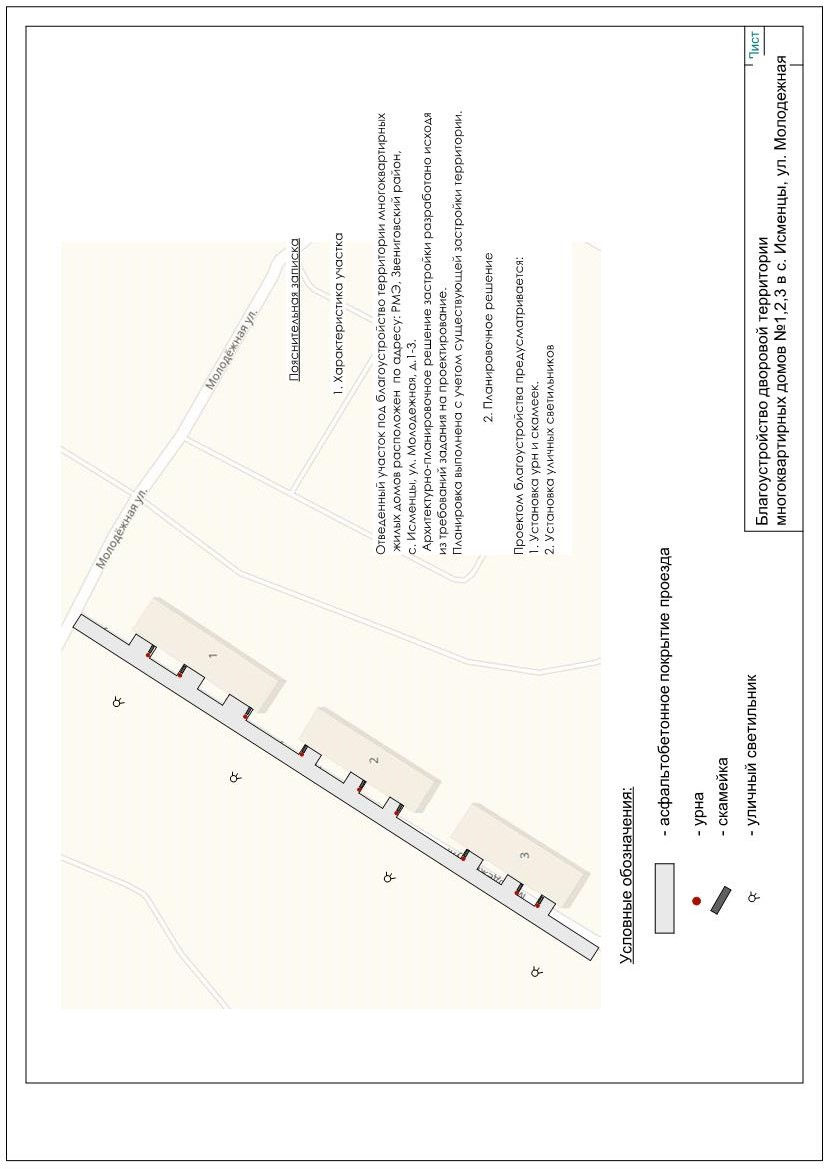 Пояснительная записка
1. Характеристика участка
Отведенный участок под благоустройство территории многоквартирных
жилых домов расположен по адресу: РМЭ, Звениговский район,
с. Исменцы, ул. Молодежная, д.1-3.
Архитектурно-планировочное решение застройки разработано исходя
из требований задания на проектирование.
Планировка выполнена с учетом существующей застройки территории.
2. Планировочное решение
Проектом благоустройства предусматривается:
1. Установка урн и скамеек.
2. Установка уличных светильников
Молодёжная ул.
Молодёжная ул.
1
2
3
Условные обозначения:
- асфальтобетонное покрытие проезда
- урна
- скамейка
- уличный светильник
Благоустройство дворовой территории
многоквартирных домов №1,2,3 в с. Исменцы, ул. Молодежная
Лист